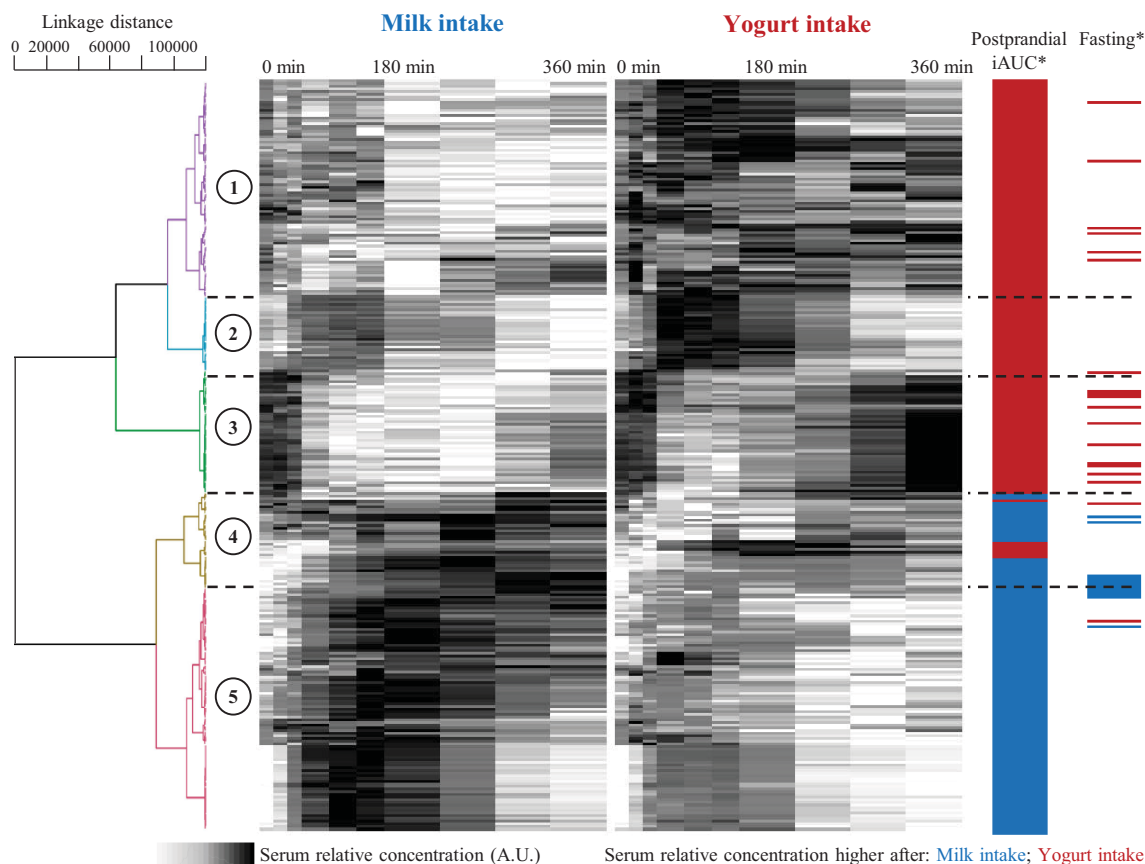 Linkage distance
0 20000 60000 100000
Milk intake
0 min 180 min 360 min
Yogurt intake
0 min 180 min 360 min
Postprandial
iAUC*
Fasting*
1
2
3
4
5
Serum relative concentration (A.U.)
Serum relative concentration higher after: Milk intake; Yogurt intake